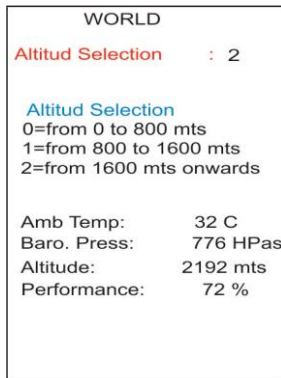 WORLD
Altitud Selection : 2
Altitud Selection
0=from 0 to 800 mts
1=from 800 to 1600 mts
2=from 1600 mts onwards
Amb Temp: 32 C
Baro. Press: 776 HPas
Altitude: 2192 mts
Performance: 72 %